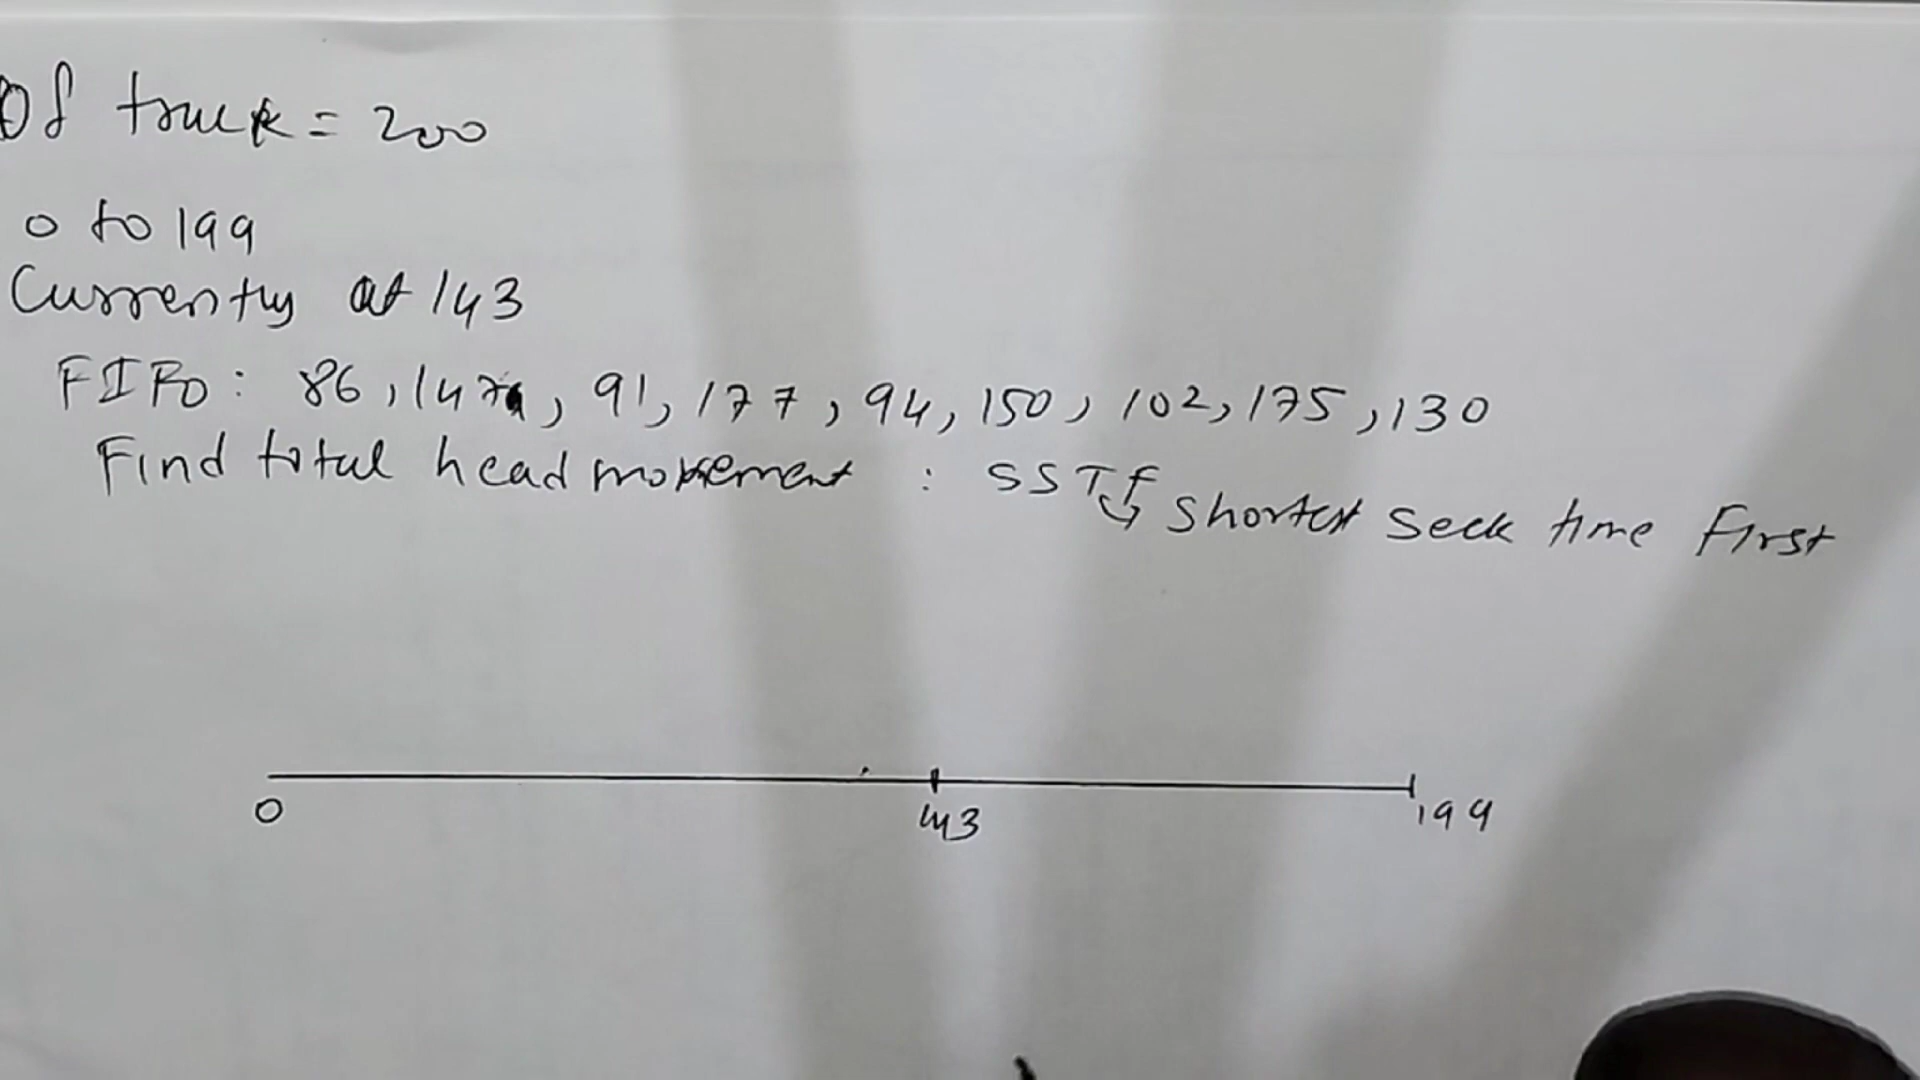 Of truck = 200
0 to 199
Currently at 143
FIFO: 86, 147, 91, 177, 94, 150, 102, 175, 130
Find total head movement : SSTF
Shortest Seek time First
0 143 199